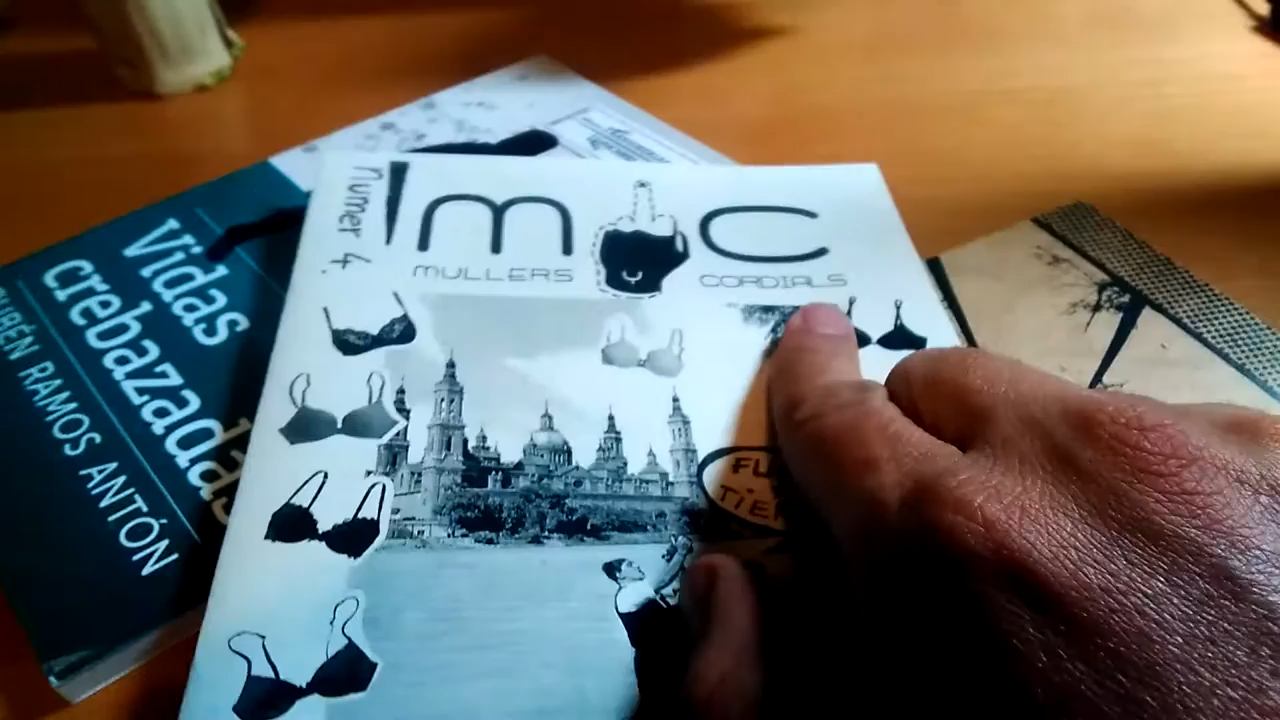 numer 4.
m c
MULLERS CORDIALS
Vidas
crebazadas
RUBÉN RAMOS ANTÓN